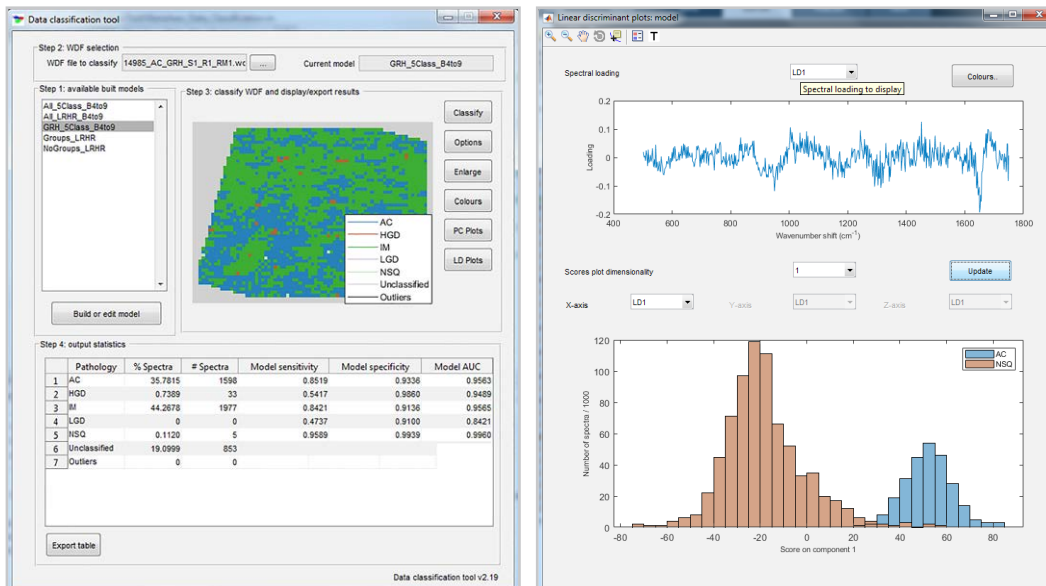 Data classification tool
Step 2: WDF selection
WDF file to classify 14985_AC_GRH_S1_R1_RM1.wc ... Current model GRH_5Class_B4to9
Step 1: available built models
All_5Class_B4to9
All_LRHR_B4to9
GRH_5Class_B4to9
Groups_LRHR
NoGroups_LRHR
Build or edit model
Step 3: classify WDF and display/export results
AC
HGD
IM
LGD
NSQ
Unclassified
Outliers
Classify
Options
Enlarge
Colours
PC Plots
LD Plots
Step 4: output statistics
Pathology % Spectra # Spectra Model sensitivity Model specificity Model AUC
1 AC 35.7815 1598 0.8519 0.9336 0.9563
2 HGD 0.7389 33 0.5417 0.9860 0.9489
3 IM 44.2678 1977 0.8421 0.9136 0.9565
4 LGD 0 0 0.4737 0.9100 0.8421
5 NSQ 0.1120 5 0.9589 0.9939 0.9960
6 Unclassified 19.0999 853
7 Outliers 0 0
Export table
Data classification tool v2.19
Linear discriminant plots: model
T
Spectral loading LD1 Colours..
Spectral loading to display
0.2
0.1
0
-0.1
-0.2
Loading
400 600 800 1000 1200 1400 1600 1800
Wavenumber shift (cm-1)
Scores plot dimensionality 1 Update
X-axis LD1 Y-axis LD1 Z-axis LD1
120
100
80
60
40
20
0
Number of spectra / 1000
AC
NSQ
-80 -60 -40 -20 0 20 40 60 80
Score on component 1